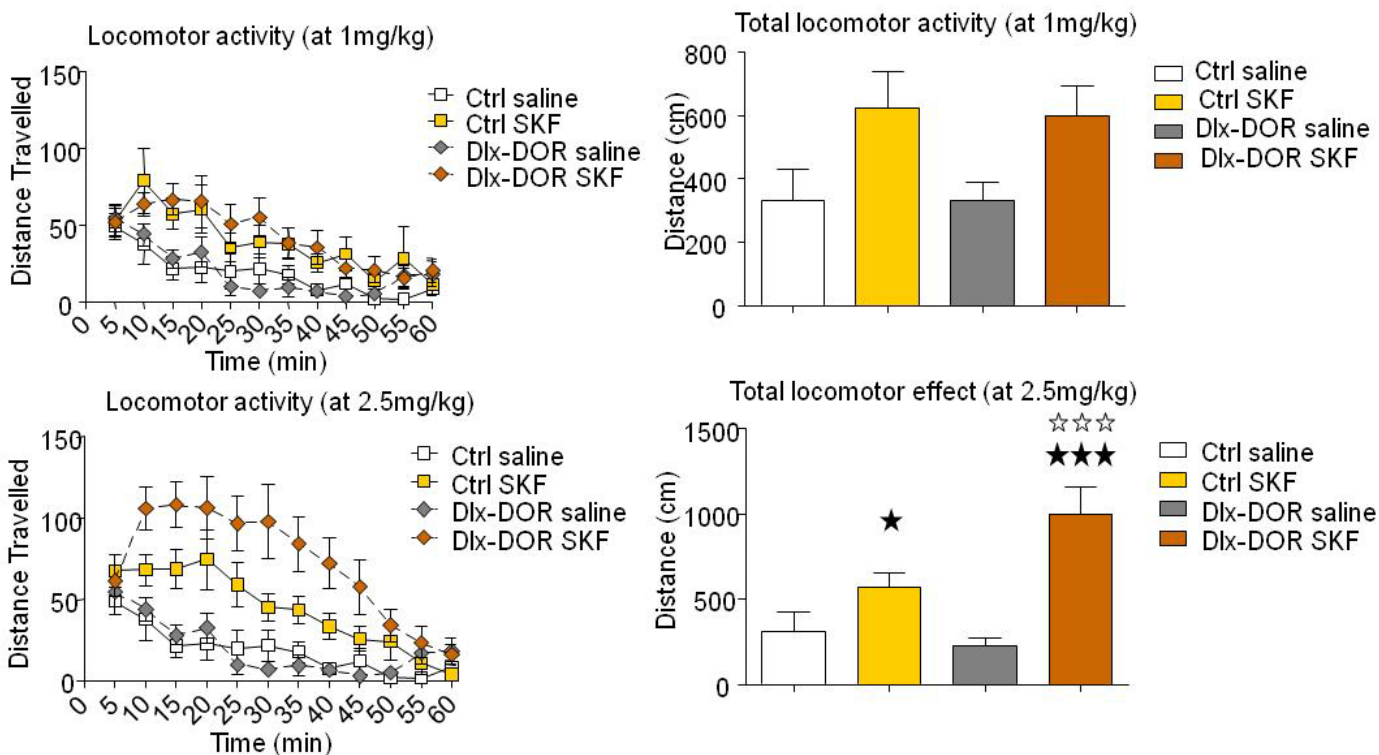 Locomotor activity (at 1mg/kg)
Distance Travelled
150
100
50
0
0 5 10 15 20 25 30 35 40 45 50 55 60
Time (min)
Ctrl saline
Ctrl SKF
Dlx-DOR saline
Dlx-DOR SKF
Total locomotor activity (at 1mg/kg)
Distance (cm)
800
600
400
200
0
Ctrl saline
Ctrl SKF
Dlx-DOR saline
Dlx-DOR SKF
Locomotor activity (at 2.5mg/kg)
Distance Travelled
150
100
50
0
0 5 10 15 20 25 30 35 40 45 50 55 60
Time (min)
Ctrl saline
Ctrl SKF
Dlx-DOR saline
Dlx-DOR SKF
Total locomotor effect (at 2.5mg/kg)
Distance (cm)
1500
1000
500
0
☆☆☆
★★★
★
Ctrl saline
Ctrl SKF
Dlx-DOR saline
Dlx-DOR SKF